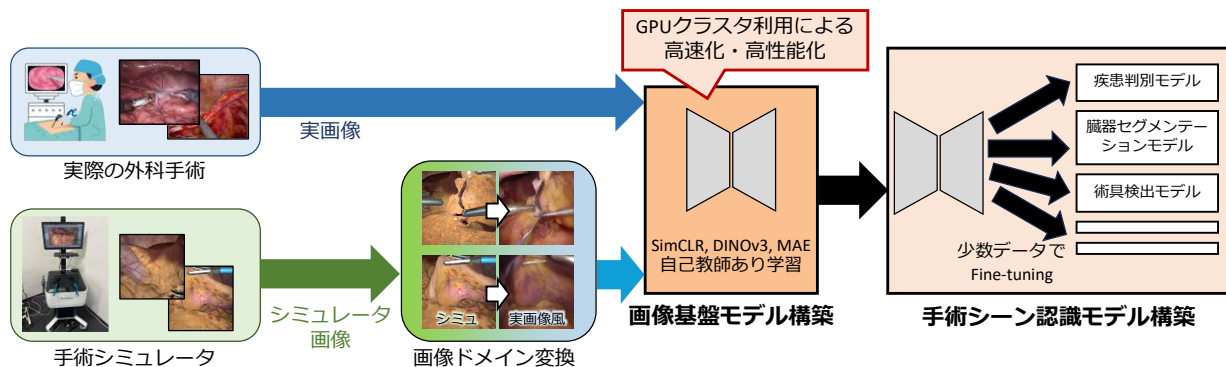 GPUクラスタ利用による
高速化・高性能化
実画像
実際の外科手術
シミュレータ
画像
手術シミュレータ
シミュ
実画像風
画像ドメイン変換
SimCLR, DINOv3, MAE
自己教師あり学習
画像基盤モデル構築
疾患判別モデル
臓器セグメンテー
ションモデル
術具検出モデル
少数データで
Fine-tuning
手術シーン認識モデル構築